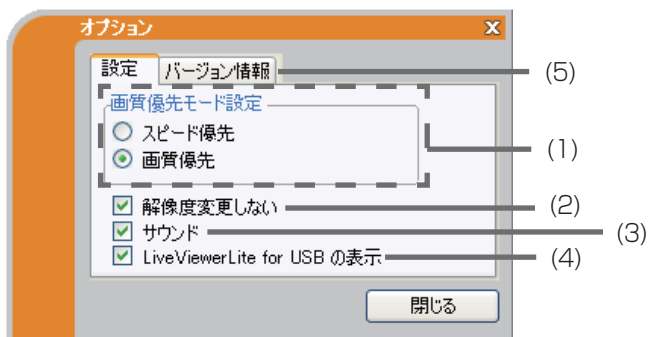 オプション x
設定 バージョン情報 (5)
画質優先モード設定
スピード優先
画質優先 (1)
解像度変更しない (2)
サウンド (3)
LiveViewerLite for USB の表示 (4)
閉じる